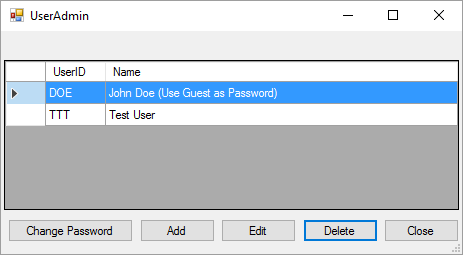 UserAdmin
UserID Name
DOE John Doe (Use Guest as Password)
TTT Test User
Change Password Add Edit Delete Close